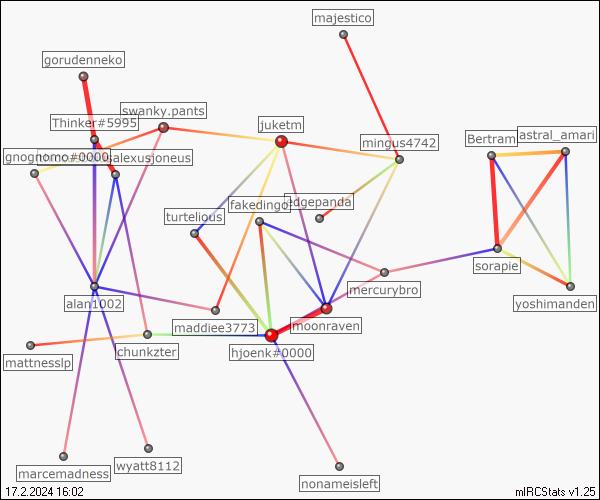 majestico
gorudenneko
swanky.pants
Thinker#5995
juketm
mingus4742
Bertram
astral_amari
gnognomo#0000
salexusjoneus
turtelious
fakedingo
edgepanda
sorapie
mercurybro
alan1002
yoshimanden
maddiee3773
moonraven
chunkzter
hjoenk#0000
mattnesslp
marcemadness
wyatt8112
nonameisleft
17.2.2024 16:02
mIRCStats v1.25